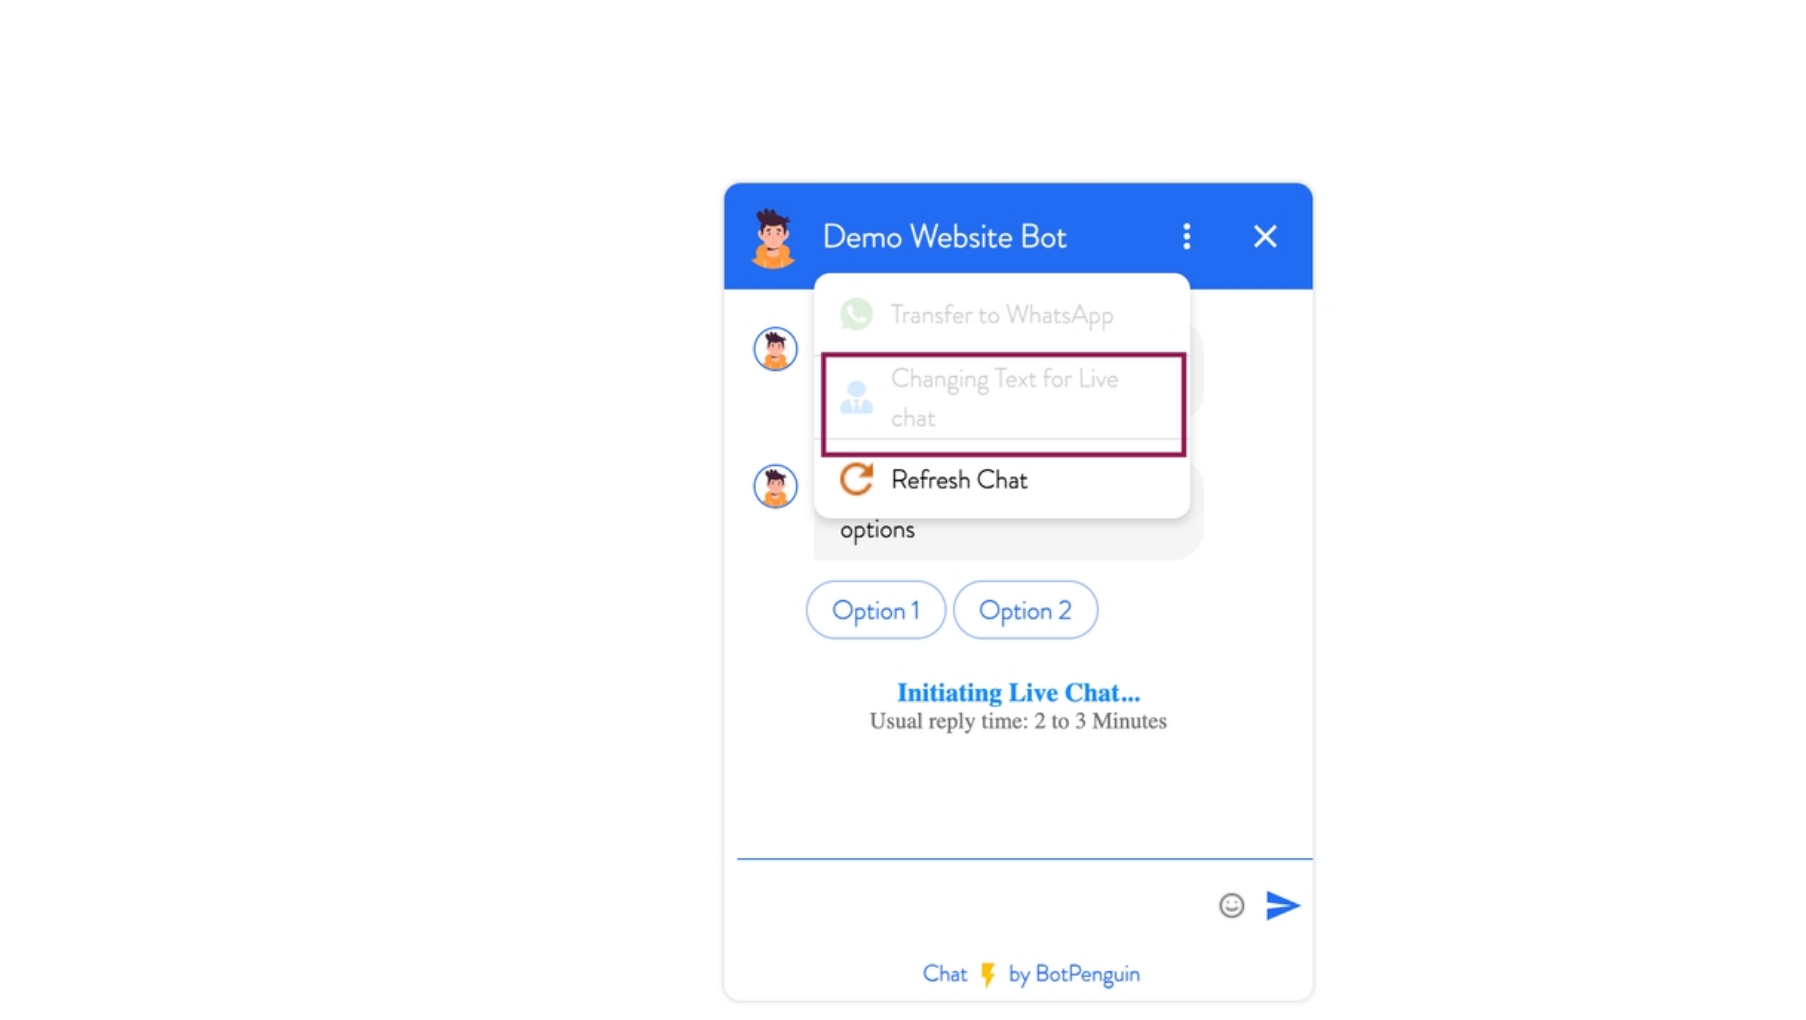 Demo Website Bot
Transfer to WhatsApp
Changing Text for Live
chat
Refresh Chat
options
Option 1
Option 2
Initiating Live Chat...
Usual reply time: 2 to 3 Minutes
Chat by BotPenguin